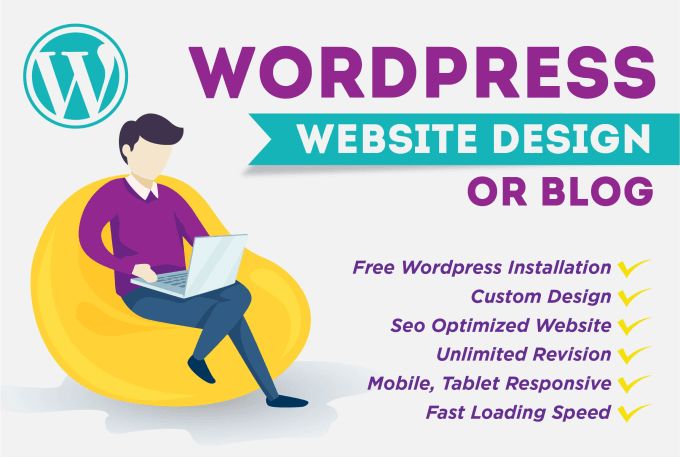 WORDPRESS
WEBSITE DESIGN
OR BLOG
Free Wordpress Installation
Custom Design
Seo Optimized Website
Unlimited Revision
Mobile, Tablet Responsive
Fast Loading Speed